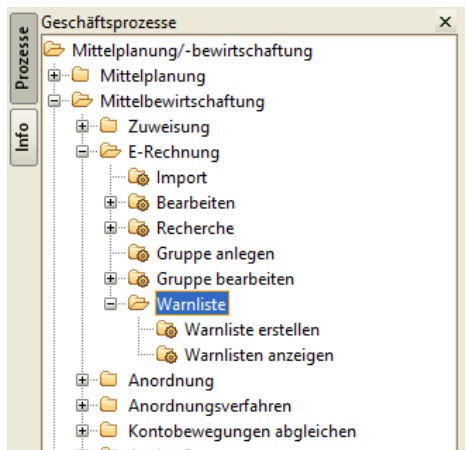 Geschäftsprozesse
Prozesse
Info
Mittelplanung/-bewirtschaftung
Mittelplanung
Mittelbewirtschaftung
Zuweisung
E-Rechnung
Import
Bearbeiten
Recherche
Gruppe anlegen
Gruppe bearbeiten
Warnliste
Warnliste erstellen
Warnlisten anzeigen
Anordnung
Anordnungsverfahren
Kontobewegungen abgleichen